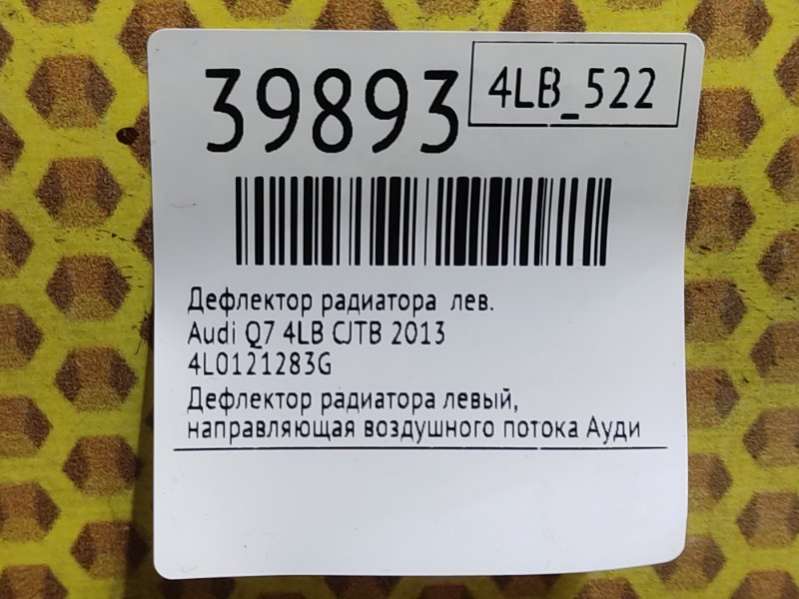 39893
4LB_522
Дефлектор радиатора лев.
Audi Q7 4LB CJTB 2013
4L0121283G
Дефлектор радиатора левый,
направляющая воздушного потока Ауди